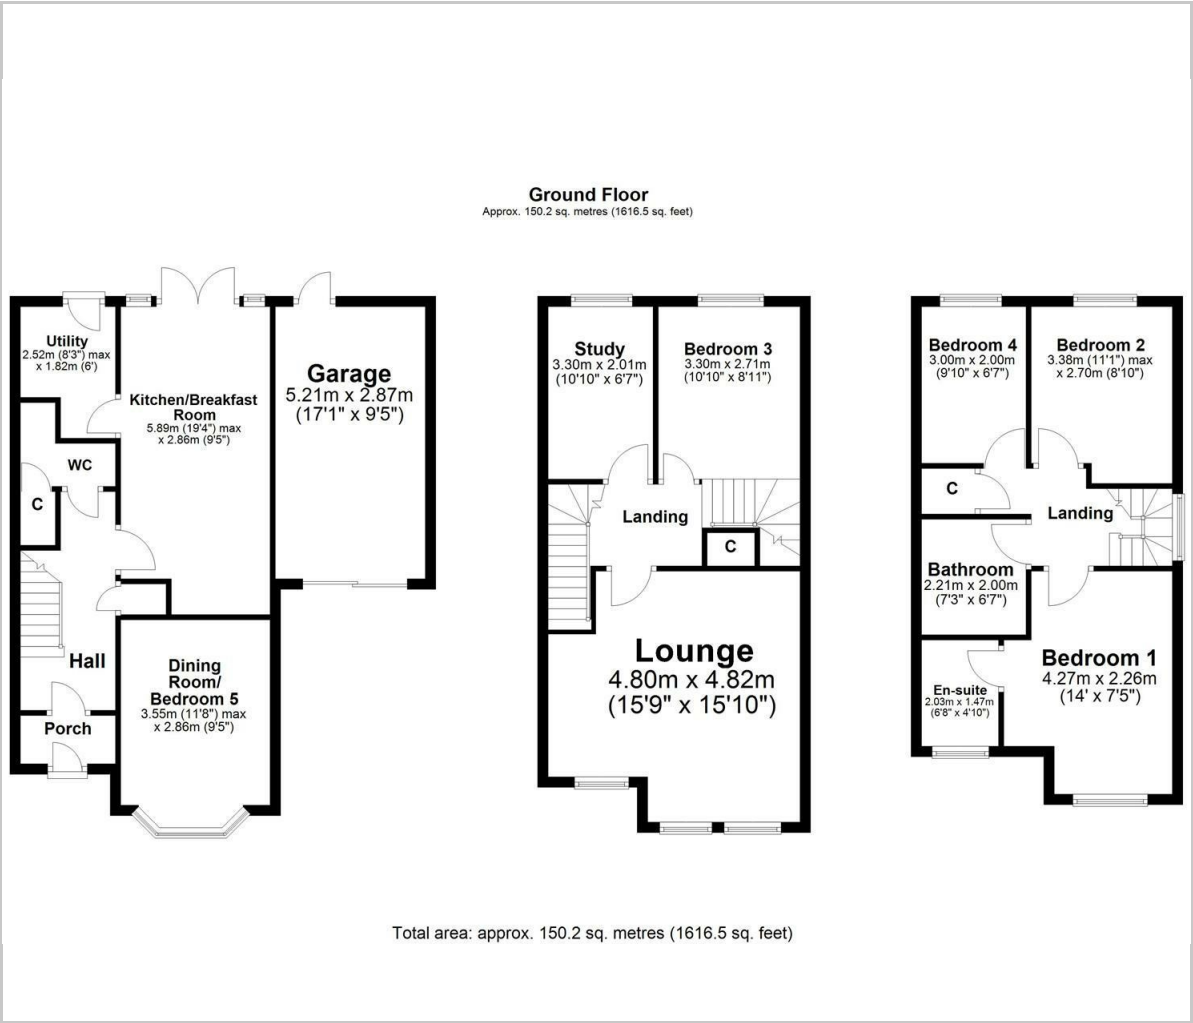 Ground Floor
Approx. 150.2 sq. metres (1616.5 sq. feet)
Utility
2.52m (8'3") max
x 1.82m (6')
Kitchen/Breakfast
Room
5.89m (19'4") max
x 2.86m (9'5")
Garage
5.21m x 2.87m
(17'1" x 9'5")
WC
C
Hall
Dining
Room/
Bedroom 5
3.55m (11'8") max
x 2.86m (9'5")
Porch
Study
3.30m x 2.01m
(10'10" x 6'7")
Bedroom 3
3.30m x 2.71m
(10'10" x 8'11")
Landing
C
Lounge
4.80m x 4.82m
(15'9" x 15'10")
Bedroom 4
3.00m x 2.00m
(9'10" x 6'7")
Bedroom 2
3.38m (11'1") max
x 2.70m (8'10")
C
Landing
Bathroom
2.21m x 2.00m
(7'3" x 6'7")
En-suite
2.03m x 1.47m
(6'8" x 4'10")
Bedroom 1
4.27m x 2.26m
(14' x 7'5")
Total area: approx. 150.2 sq. metres (1616.5 sq. feet)